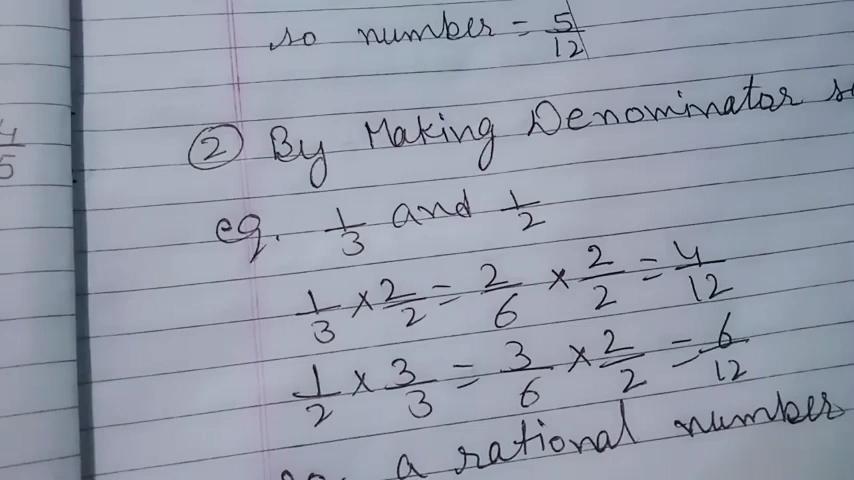 so number = 5/12
4/5
② By Making Denominator
eg. 1/3 and 1/2
1/3 × 2/2 = 2/6 × 2/2 = 4/12
1/2 × 3/3 = 3/6 × 2/2 = 6/12
a rational number